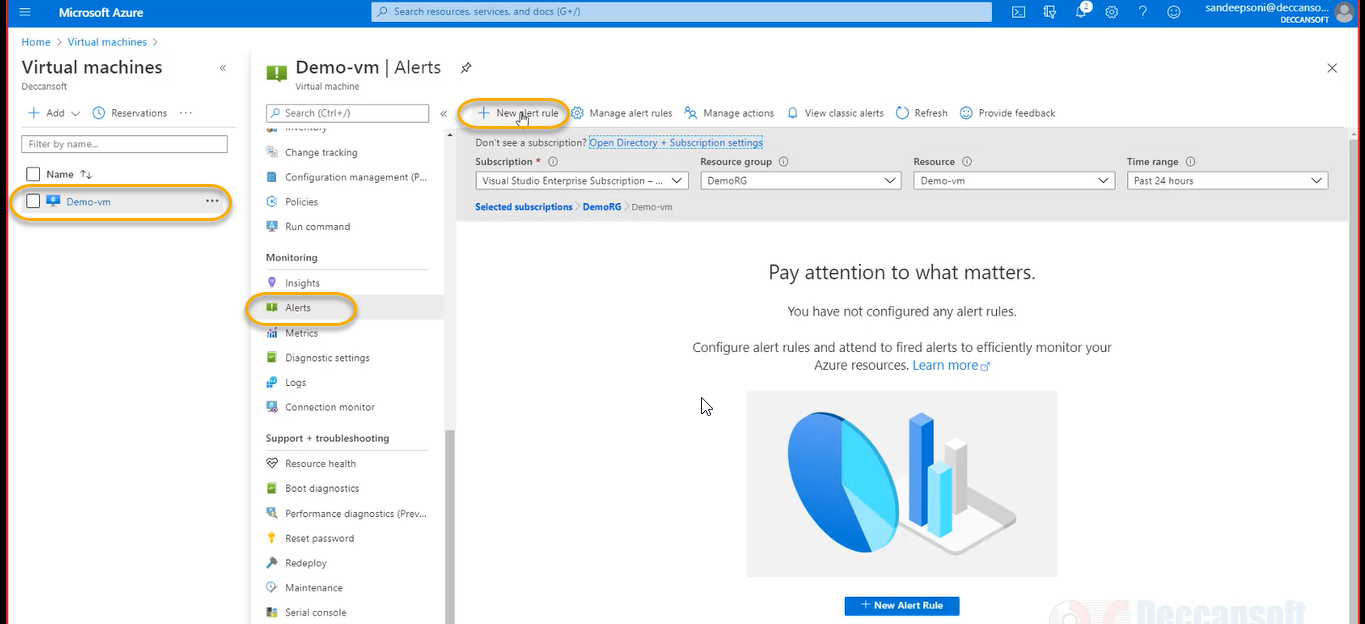 Microsoft Azure
Search resources, services, and docs (G+/)
2
sandeepsoni@deccanso...
DECCANSOFT
Home > Virtual machines >
Virtual machines «
Deccansoft
+ Add Reservations ...
Filter by name...
Name ↑↓
Demo-vm ...
Demo-vm | Alerts
Virtual machine
Search (Ctrl+/) «
Inventory
Change tracking
Configuration management (P...
Policies
Run command
Monitoring
Insights
Alerts
Metrics
Diagnostic settings
Logs
Connection monitor
Support + troubleshooting
Resource health
Boot diagnostics
Performance diagnostics (Prev...
Reset password
Redeploy
Maintenance
Serial console
+ New alert rule Manage alert rules Manage actions View classic alerts Refresh Provide feedback
Don't see a subscription? Open Directory + Subscription settings
Subscription * Resource group Resource Time range
Visual Studio Enterprise Subscription – ... DemoRG Demo-vm Past 24 hours
Selected subscriptions > DemoRG > Demo-vm
Pay attention to what matters.
You have not configured any alert rules.
Configure alert rules and attend to fired alerts to efficiently monitor your
Azure resources. Learn more
+ New Alert Rule
Deccansoft